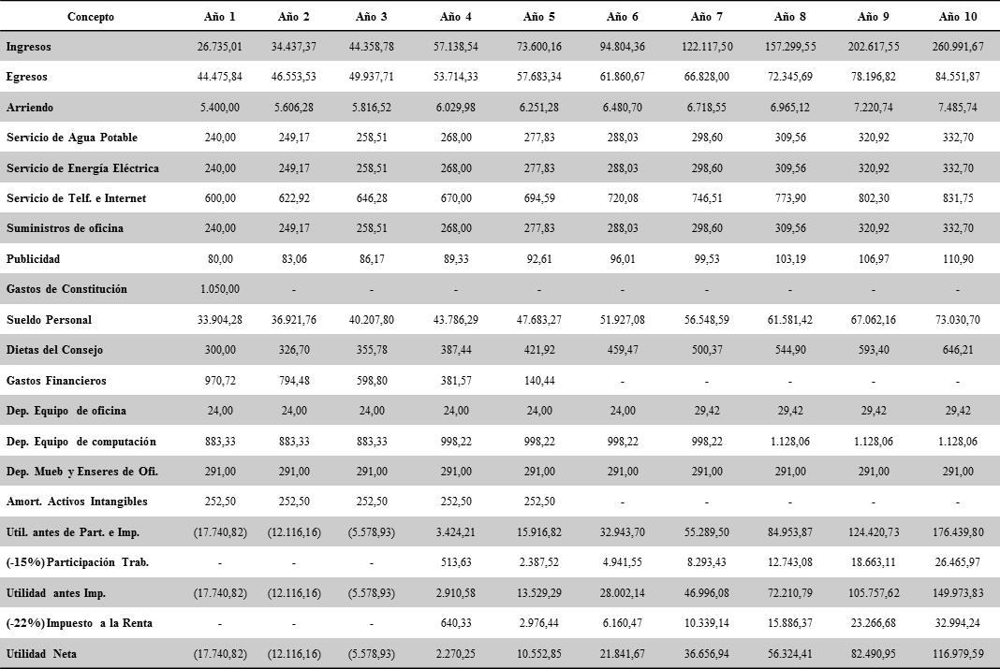 Concepto Año 1 Año 2 Año 3 Año 4 Año 5 Año 6 Año 7 Año 8 Año 9 Año 10
Ingresos 26.735,01 34.437,37 44.358,78 57.138,54 73.600,16 94.804,36 122.117,50 157.299,55 202.617,55 260.991,67
Egresos 44.475,84 46.553,53 49.937,71 53.714,33 57.683,34 61.860,67 66.828,00 72.345,69 78.196,82 84.551,87
Arriendo 5.400,00 5.606,28 5.816,52 6.029,98 6.251,28 6.480,70 6.718,55 6.965,12 7.220,74 7.485,74
Servicio de Agua Potable 240,00 249,17 258,51 268,00 277,83 288,03 298,60 309,56 320,92 332,70
Servicio de Energía Eléctrica 240,00 249,17 258,51 268,00 277,83 288,03 298,60 309,56 320,92 332,70
Servicio de Telf. e Internet 600,00 622,92 646,28 670,00 694,59 720,08 746,51 773,90 802,30 831,75
Suministros de oficina 240,00 249,17 258,51 268,00 277,83 288,03 298,60 309,56 320,92 332,70
Publicidad 80,00 83,06 86,17 89,33 92,61 96,01 99,53 103,19 106,97 110,90
Gastos de Constitución 1.050,00 - - - - - - - - -
Sueldo Personal 33.904,28 36.921,76 40.207,80 43.786,29 47.683,27 51.927,08 56.548,59 61.581,42 67.062,16 73.030,70
Dietas del Consejo 300,00 326,70 355,78 387,44 421,92 459,47 500,37 544,90 593,40 646,21
Gastos Financieros 970,72 794,48 598,80 381,57 140,44 - - - - -
Dep. Equipo de oficina 24,00 24,00 24,00 24,00 24,00 24,00 29,42 29,42 29,42 29,42
Dep. Equipo de computación 883,33 883,33 883,33 998,22 998,22 998,22 998,22 1.128,06 1.128,06 1.128,06
Dep. Mueb y Enseres de Ofi. 291,00 291,00 291,00 291,00 291,00 291,00 291,00 291,00 291,00 291,00
Amort. Activos Intangibles 252,50 252,50 252,50 252,50 252,50 - - - - -
Util. antes de Part. e Imp. (17.740,82) (12.116,16) (5.578,93) 3.424,21 15.916,82 32.943,70 55.289,50 84.953,87 124.420,73 176.439,80
(-15%) Participación Trab. - - - 513,63 2.387,52 4.941,55 8.293,43 12.743,08 18.663,11 26.465,97
Utilidad antes Imp. (17.740,82) (12.116,16) (5.578,93) 2.910,58 13.529,29 28.002,14 46.996,08 72.210,79 105.757,62 149.973,83
(-22%) Impuesto a la Renta - - - 640,33 2.976,44 6.160,47 10.339,14 15.886,37 23.266,68 32.994,24
Utilidad Neta (17.740,82) (12.116,16) (5.578,93) 2.270,25 10.552,85 21.841,67 36.656,94 56.324,41 82.490,95 116.979,59